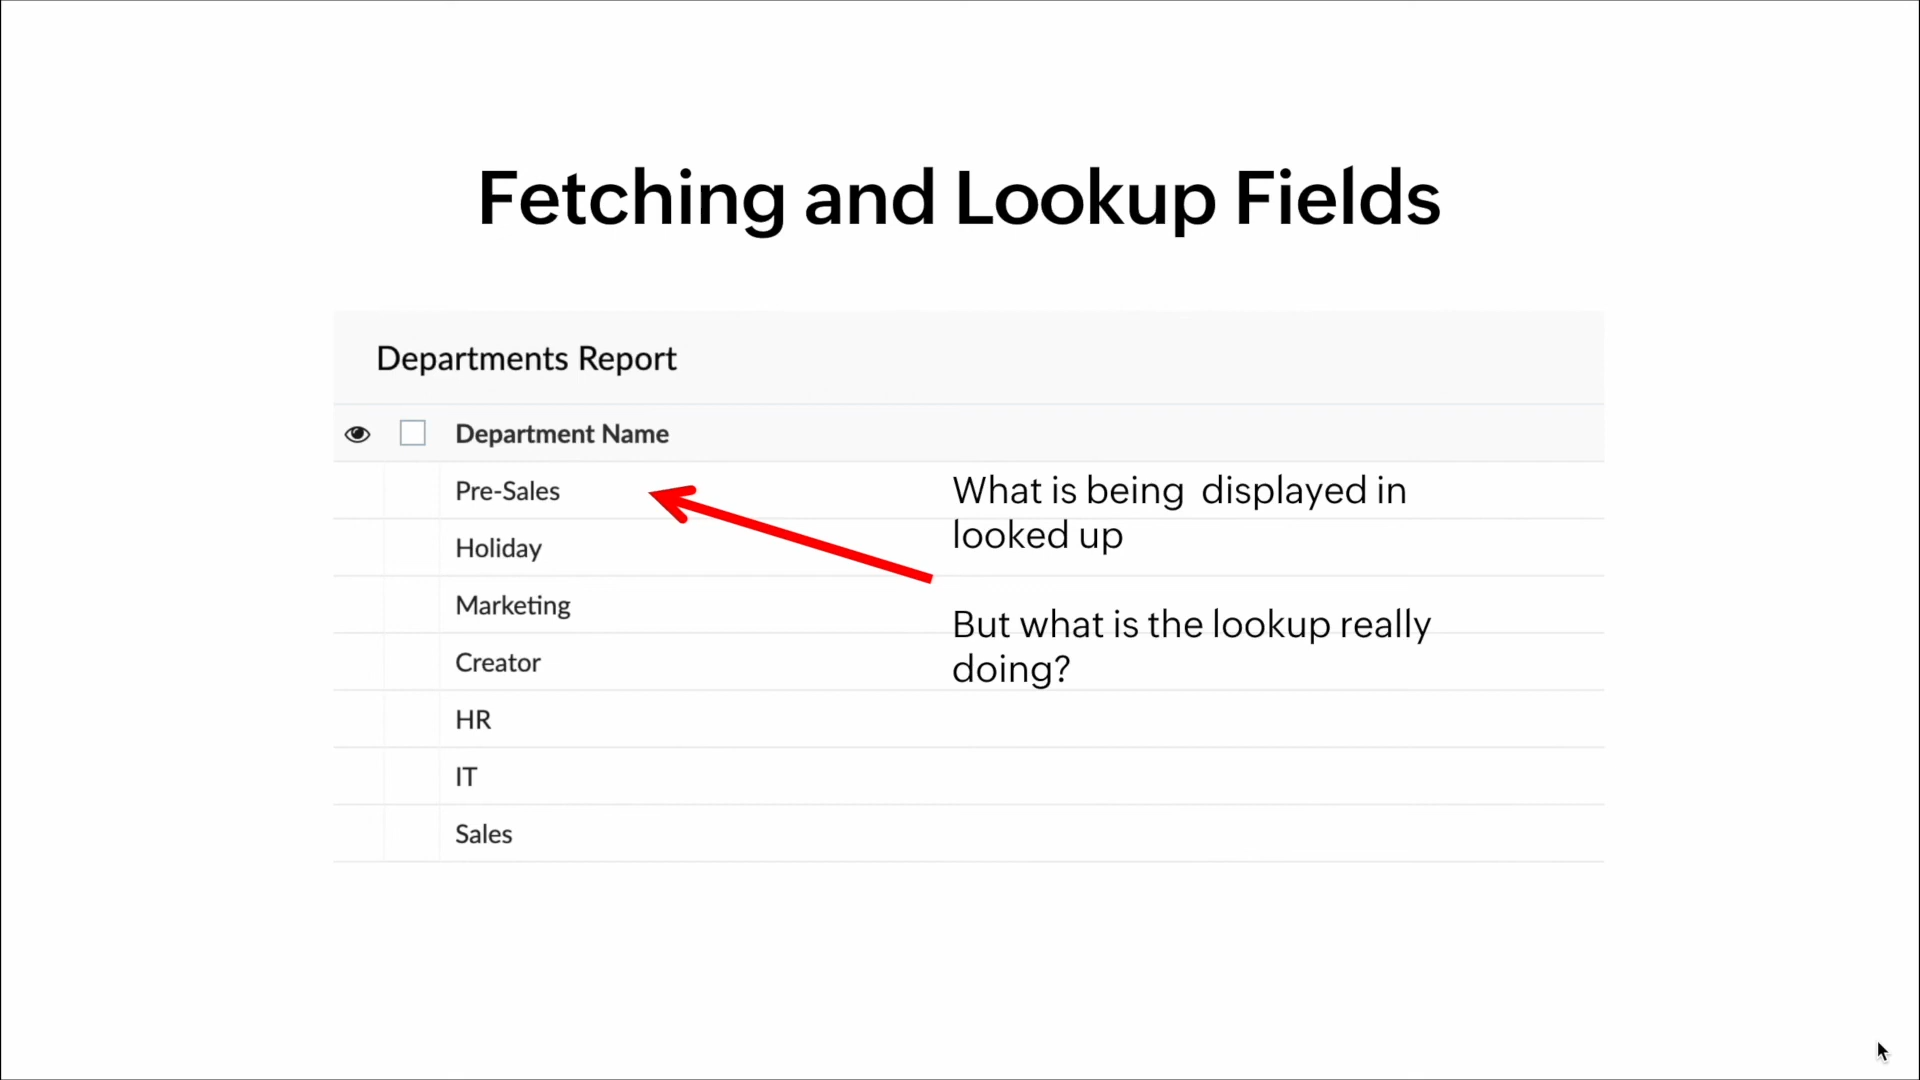 Fetching and Lookup Fields
Departments Report
Department Name
Pre-Sales
Holiday
Marketing
Creator
HR
IT
Sales
What is being  displayed in
looked up
But what is the lookup really
doing?